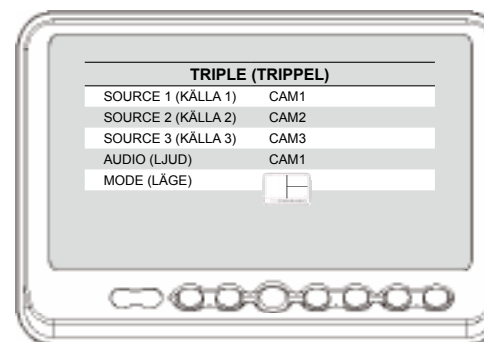 TRIPLE (TRIPPEL)
SOURCE 1 (KÄLLA 1) CAM1
SOURCE 2 (KÄLLA 2) CAM2
SOURCE 3 (KÄLLA 3) CAM3
AUDIO (LJUD) CAM1
MODE (LÄGE)